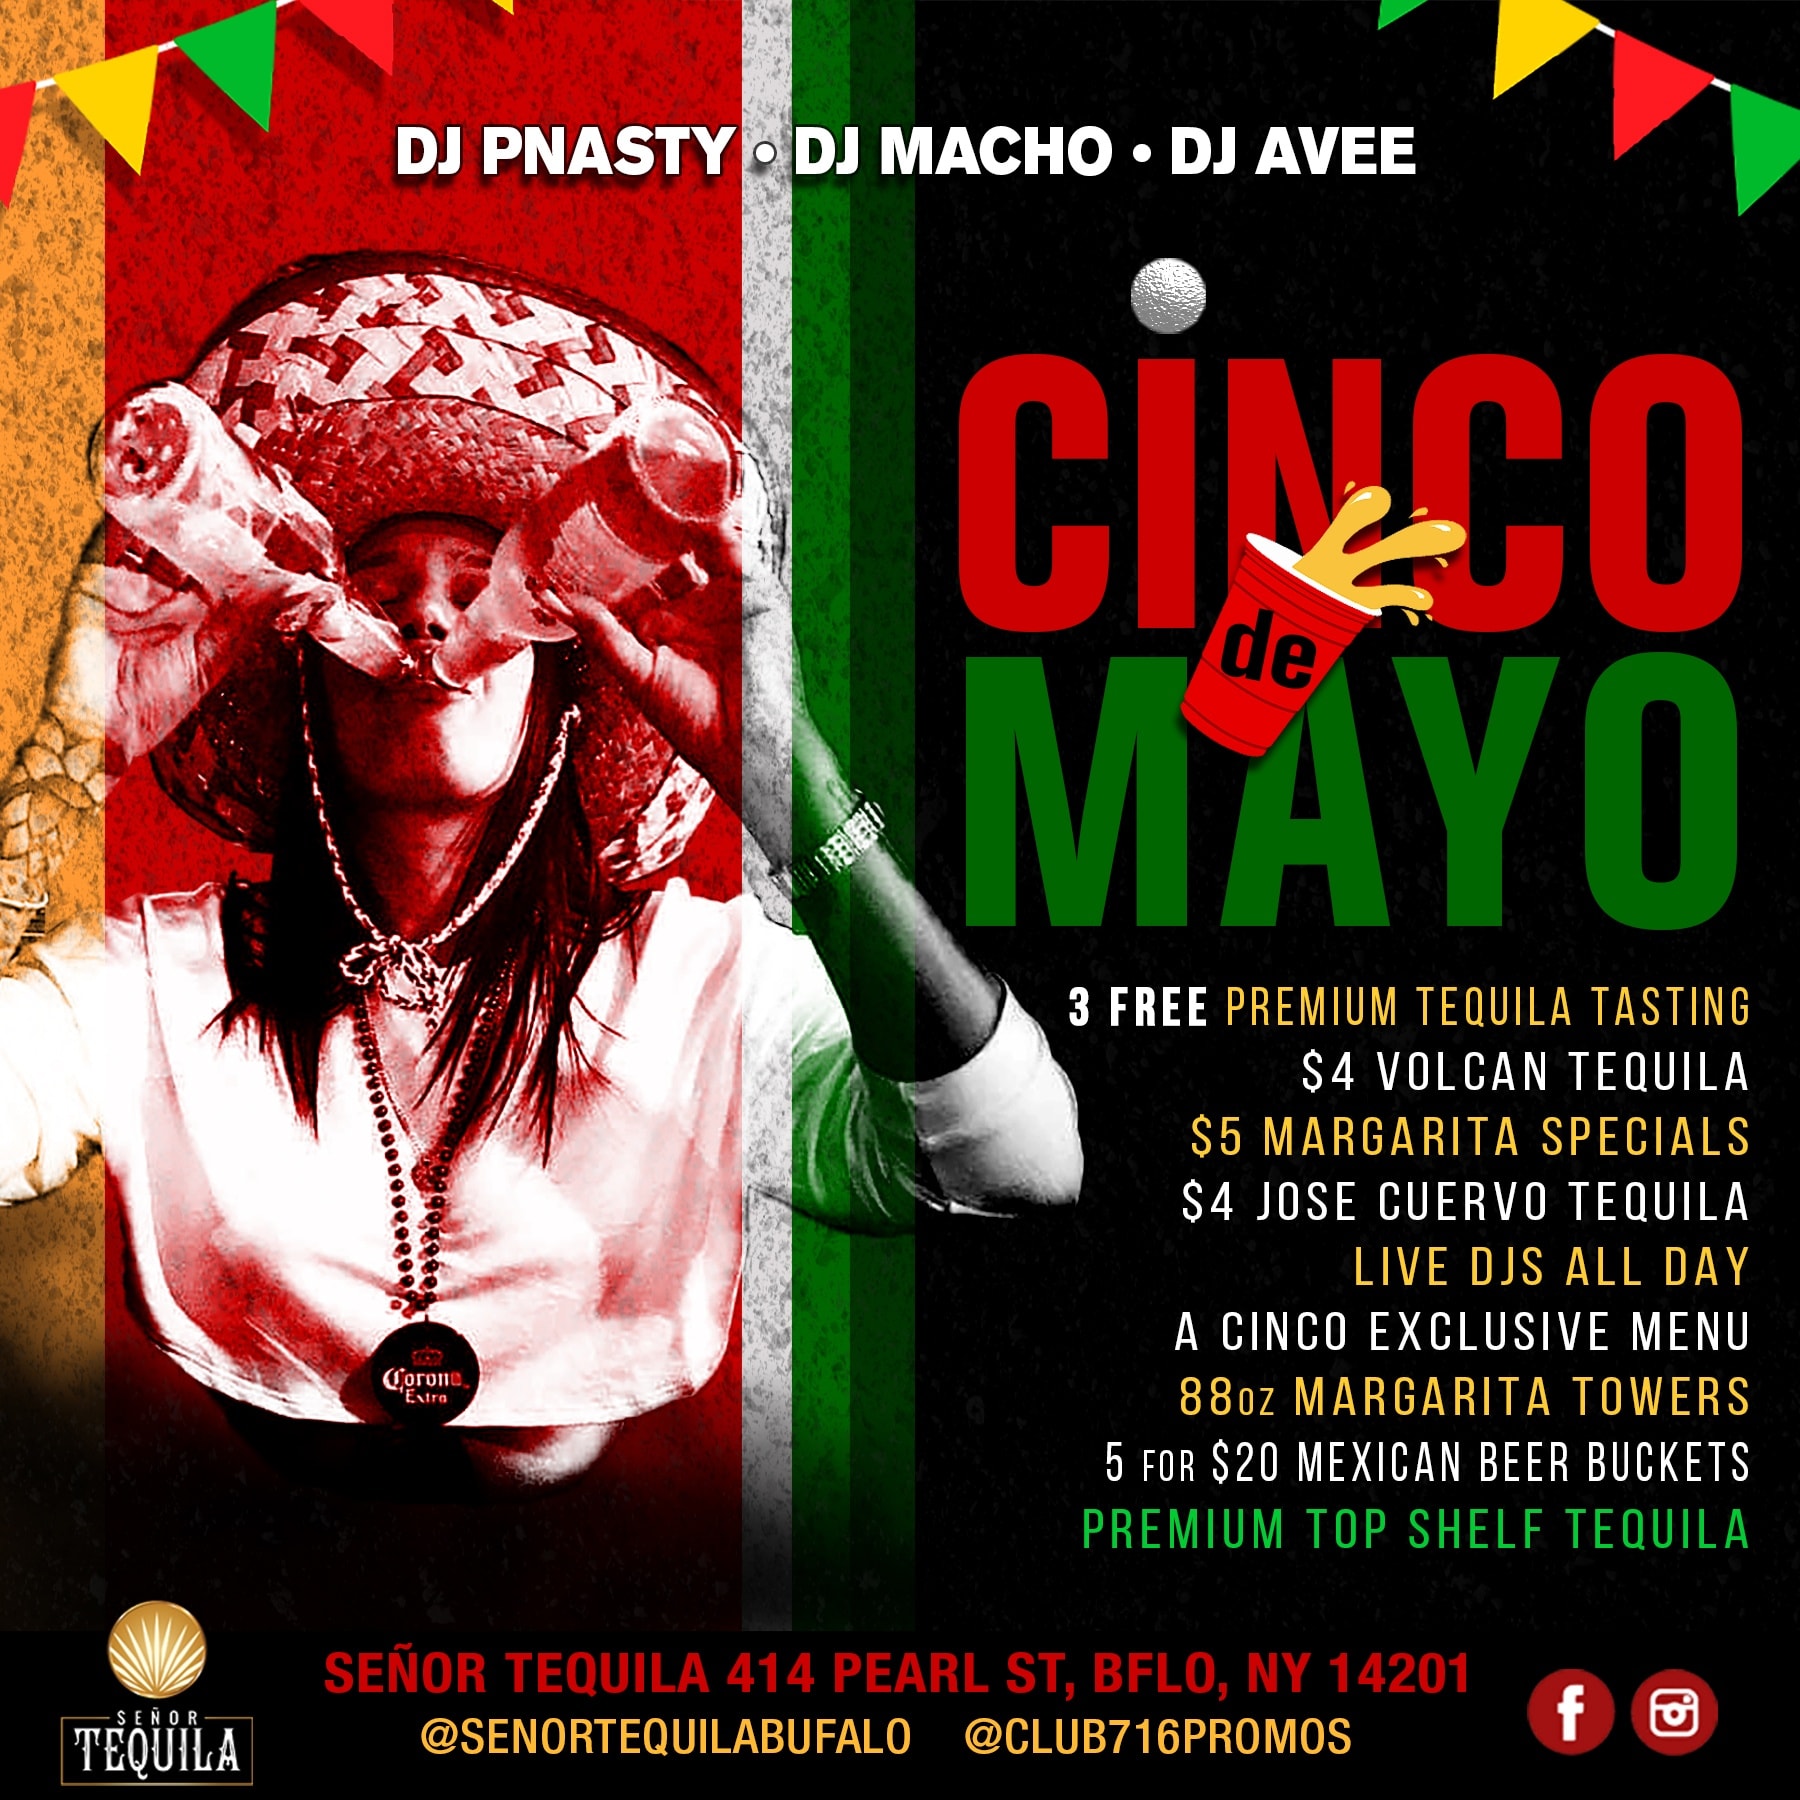 DJ PNASTY • DJ MACHO • DJ AVEE
CINCO
de
MAYO
3 FREE PREMIUM TEQUILA TASTING
$4 VOLCAN TEQUILA
$5 MARGARITA SPECIALS
$4 JOSE CUERVO TEQUILA
LIVE DJS ALL DAY
A CINCO EXCLUSIVE MENU
88oz MARGARITA TOWERS
5 FOR $20 MEXICAN BEER BUCKETS
PREMIUM TOP SHELF TEQUILA
Corona
Extra
SEÑOR TEQUILA 414 PEARL ST, BFLO, NY 14201
@SENORTEQUILABUFALO @CLUB716PROMOS
SEÑOR
TEQUILA